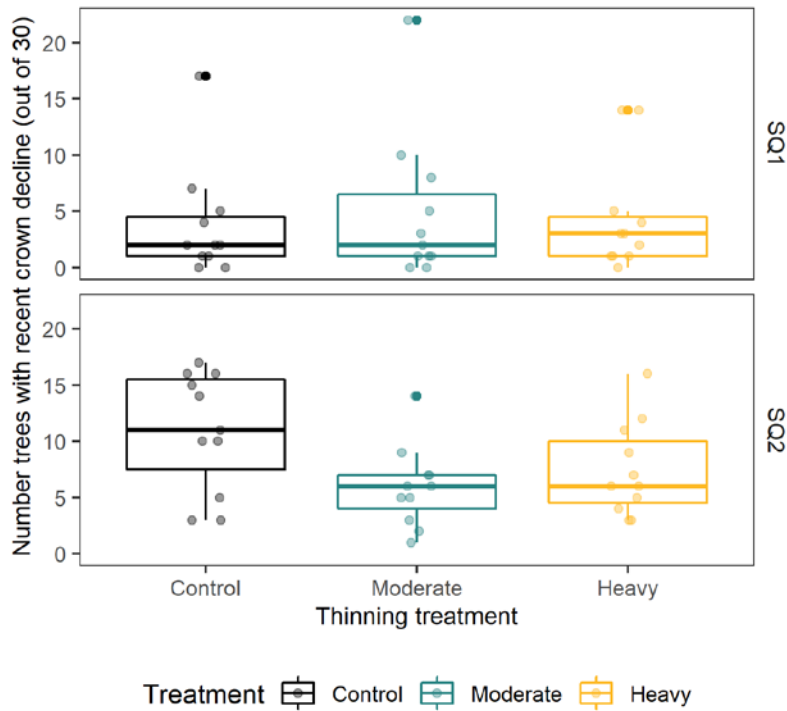 Number trees with recent crown decline (out of 30)
20
15
10
5
0
SQ1
20
15
10
5
0
SQ2
Control Moderate Heavy
Thinning treatment
Treatment Control Moderate Heavy